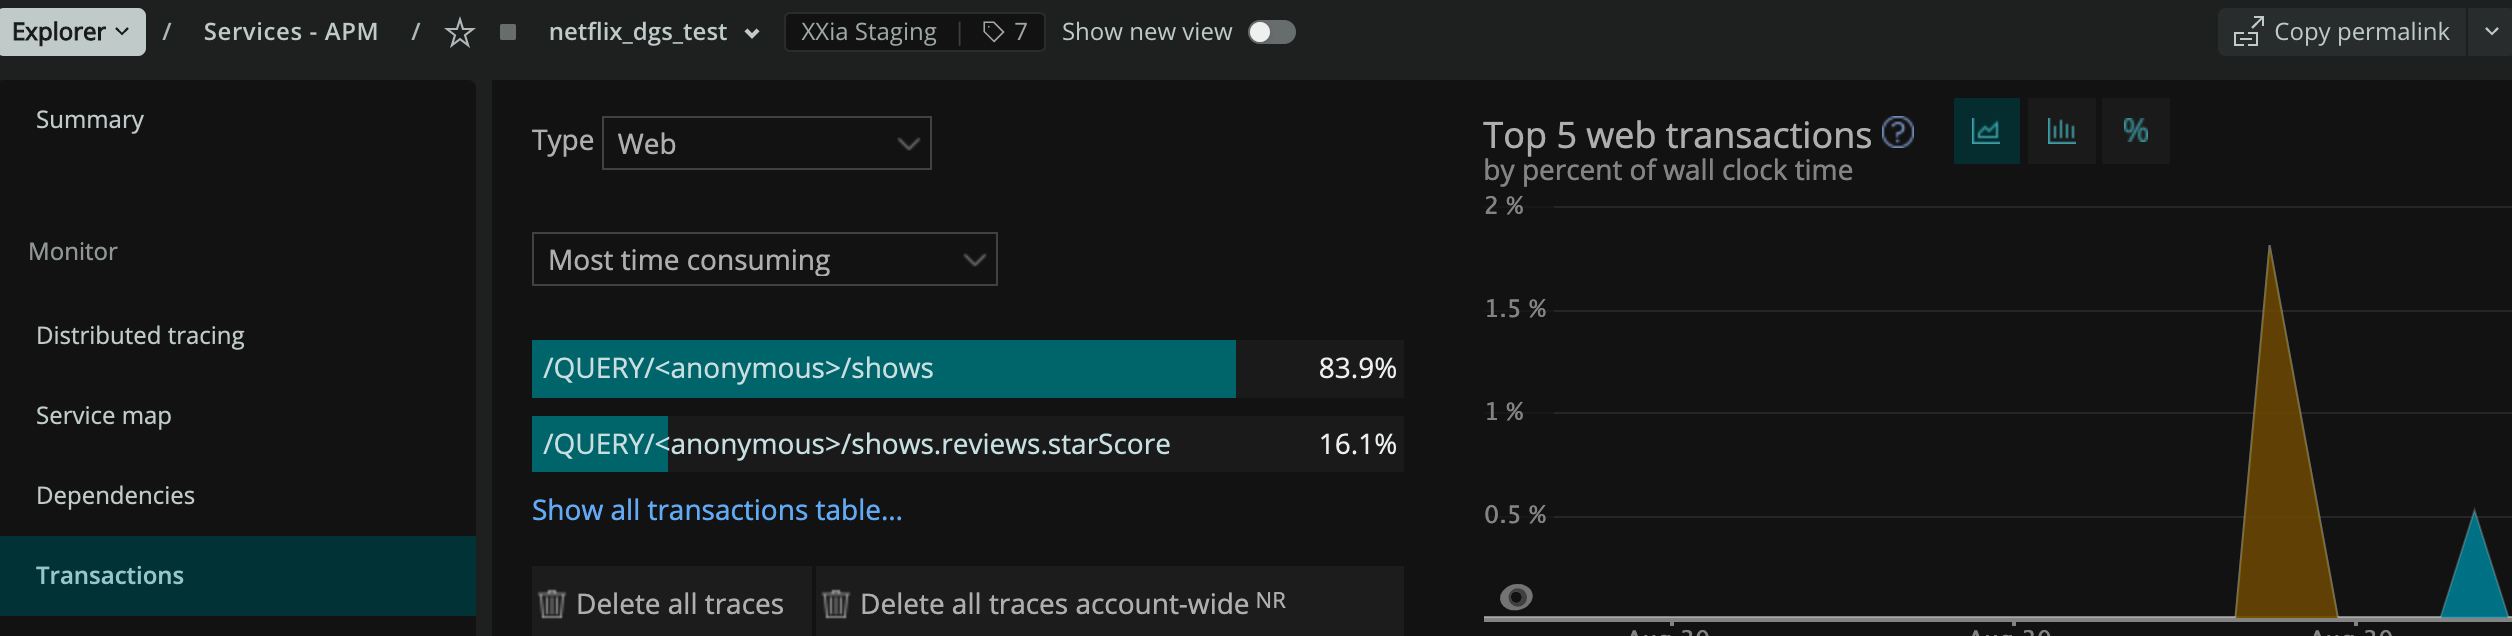 Explorer / Services - APM / netflix_dgs_test XXia Staging | 7 Show new view Copy permalink
Summary
Monitor
Distributed tracing
Service map
Dependencies
Transactions
Type Web
Most time consuming
/QUERY/<anonymous>/shows 83.9%
/QUERY/<anonymous>/shows.reviews.starScore 16.1%
Show all transactions table...
Delete all traces Delete all traces account-wide NR
Top 5 web transactions ?
%
by percent of wall clock time
2 %
1.5 %
1 %
0.5 %